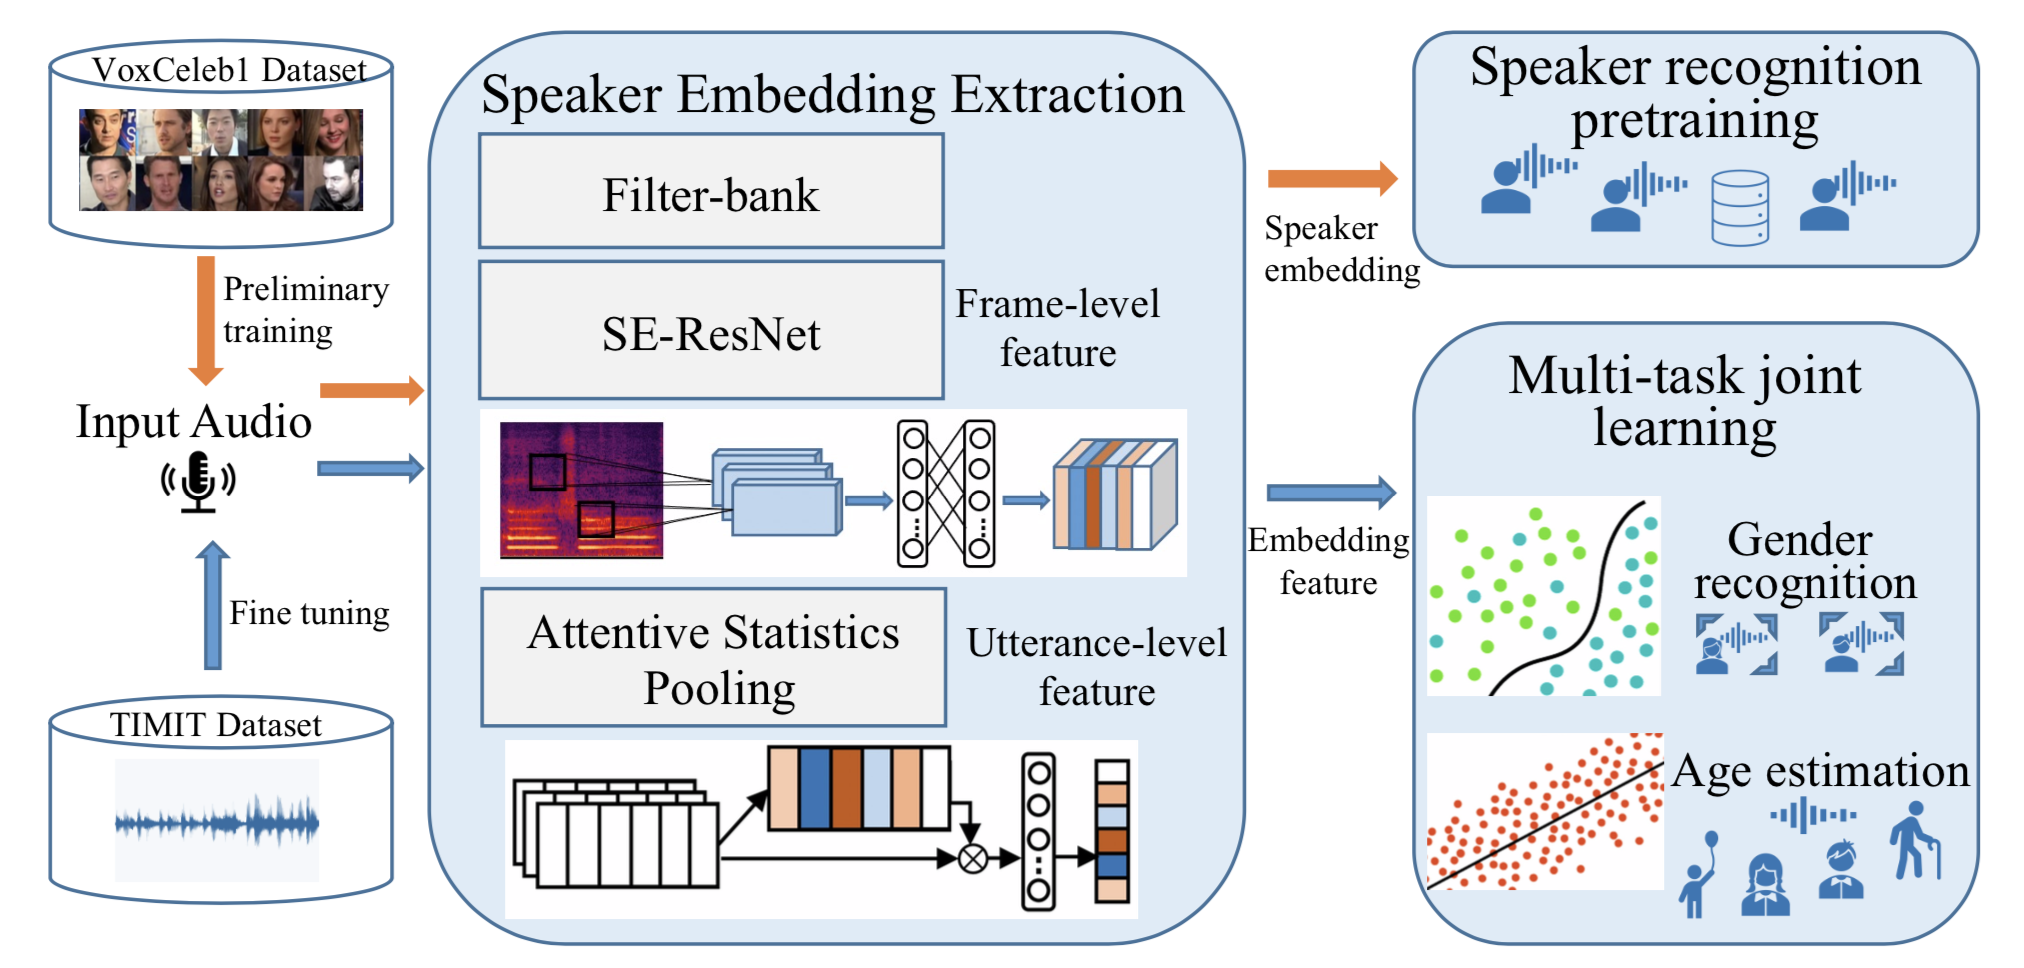 VoxCeleb1 Dataset
Preliminary
training
Input Audio
Fine tuning
TIMIT Dataset
Speaker Embedding Extraction
Filter-bank
SE-ResNet
Frame-level
feature
Attentive Statistics
Pooling
Utterance-level
feature
Speaker
embedding
Embedding
feature
Speaker recognition
pretraining
Multi-task joint
learning
Gender
recognition
Age estimation